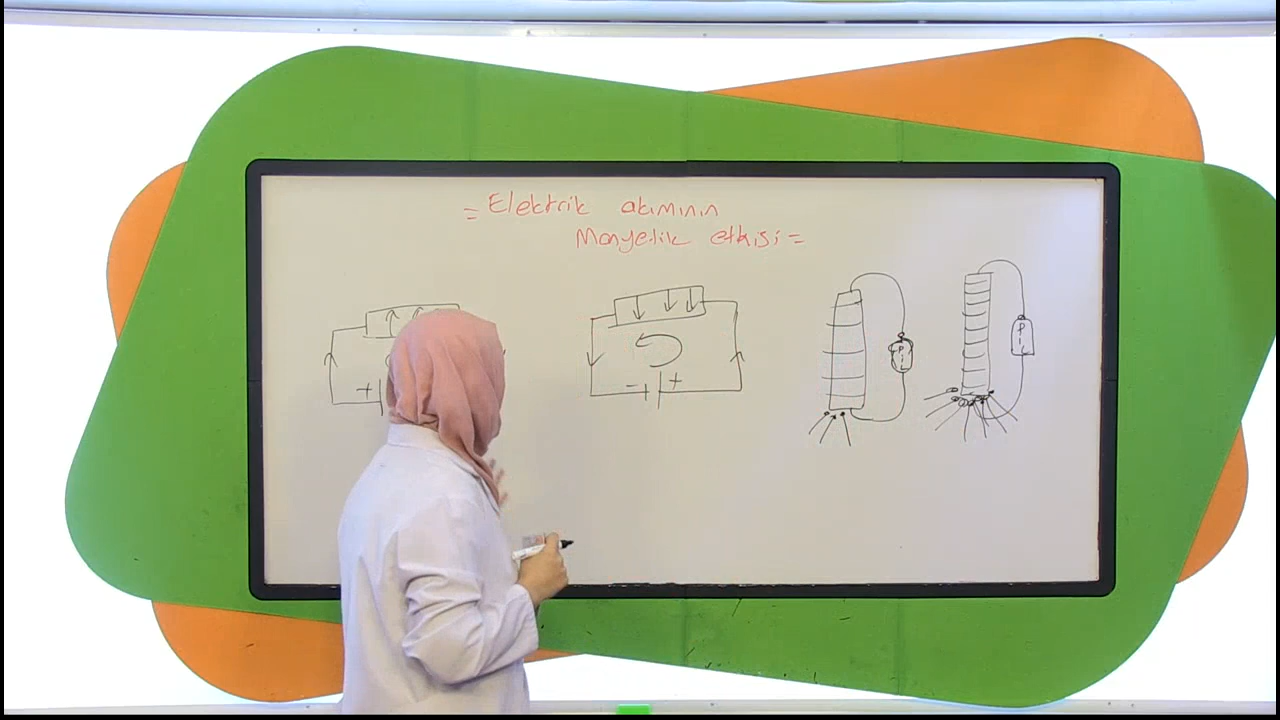 = Elektrik akımının
Manyetik etkisi =
+
- +
P
P